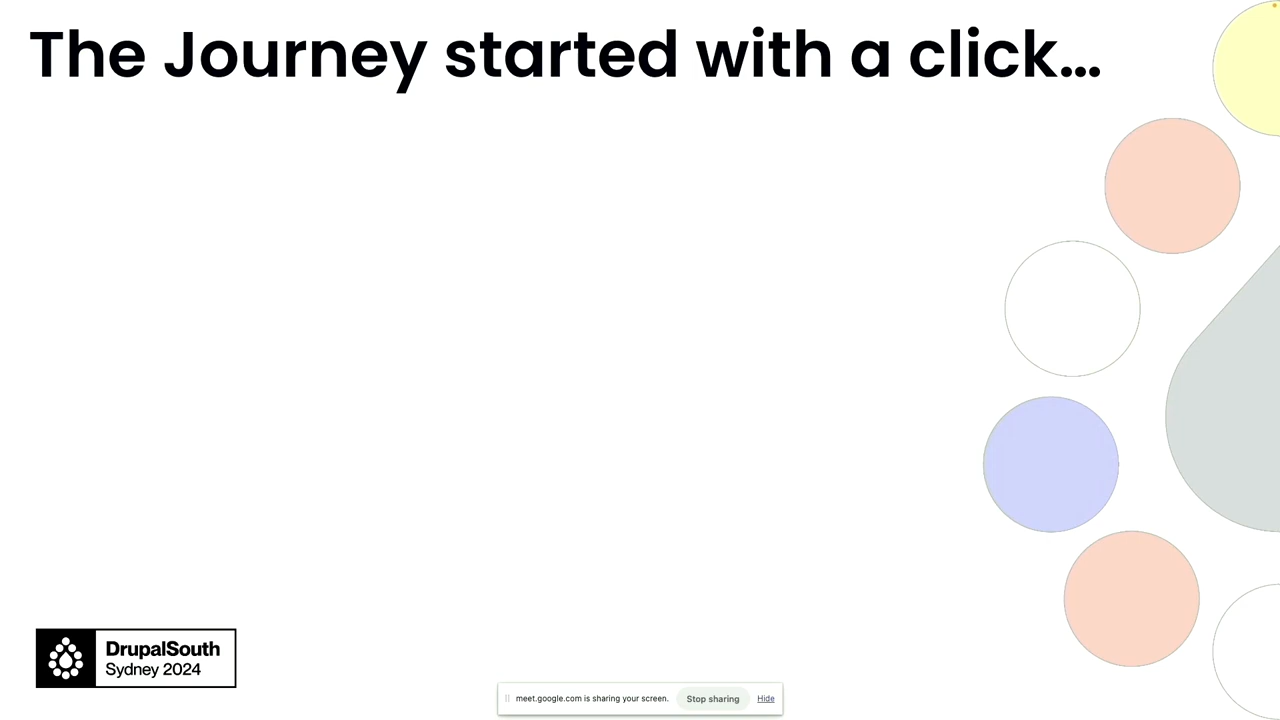 The Journey started with a click...
DrupalSouth
Sydney 2024
meet.google.com is sharing your screen. Stop sharing Hide